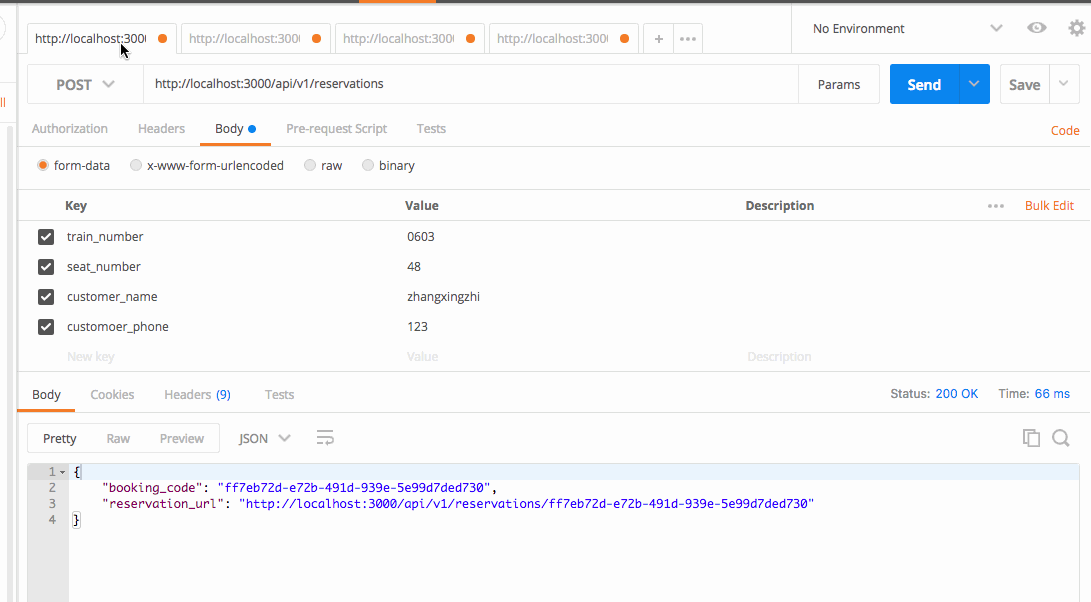 http://localhost:300 http://localhost:300 http://localhost:300 http://localhost:300 + ••• No Environment
POST http://localhost:3000/api/v1/reservations Params Send Save
Authorization Headers Body Pre-request Script Tests Code
form-data x-www-form-urlencoded raw binary
Key Value Description ••• Bulk Edit
train_number 0603
seat_number 48
customer_name zhangxingzhi
customoer_phone 123
New key Value Description
Body Cookies Headers (9) Tests Status: 200 OK Time: 66 ms
Pretty Raw Preview JSON
1 {
2 "booking_code": "ff7eb72d-e72b-491d-939e-5e99d7ded730",
3 "reservation_url": "http://localhost:3000/api/v1/reservations/ff7eb72d-e72b-491d-939e-5e99d7ded730"
4 }